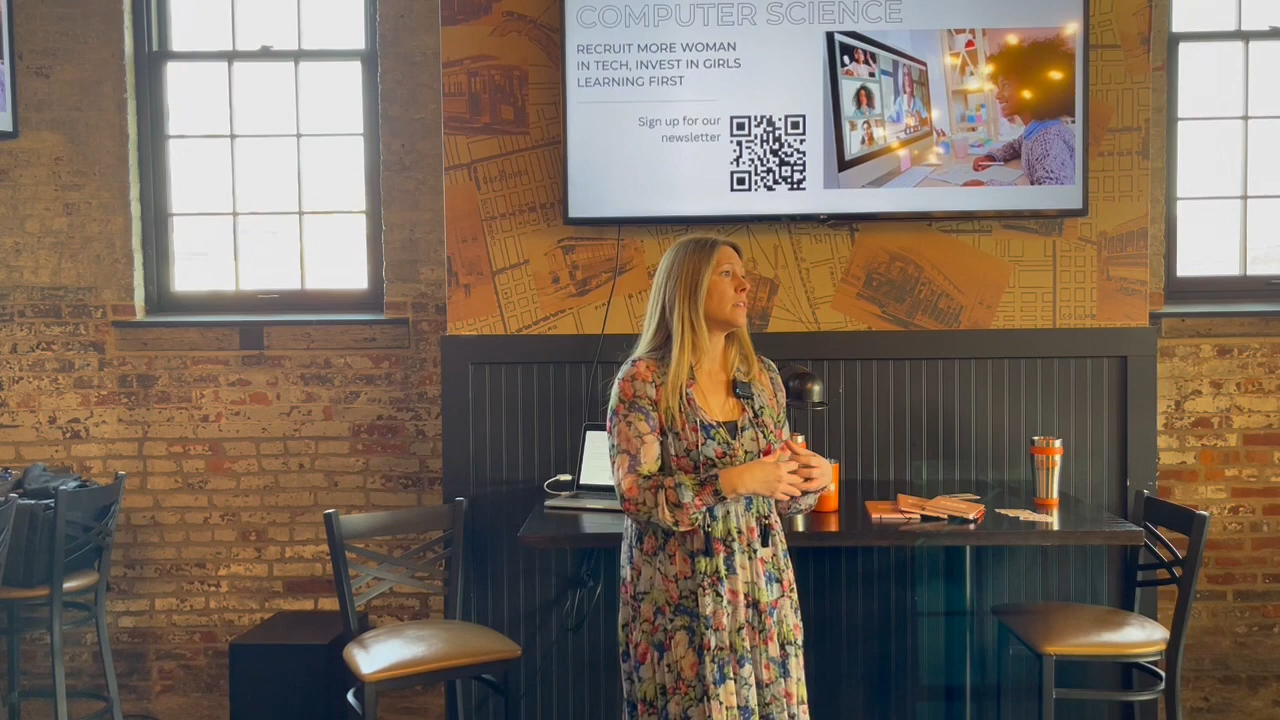 COMPUTER SCIENCE
RECRUIT MORE WOMAN
IN TECH, INVEST IN GIRLS
LEARNING FIRST
Sign up for our
newsletter